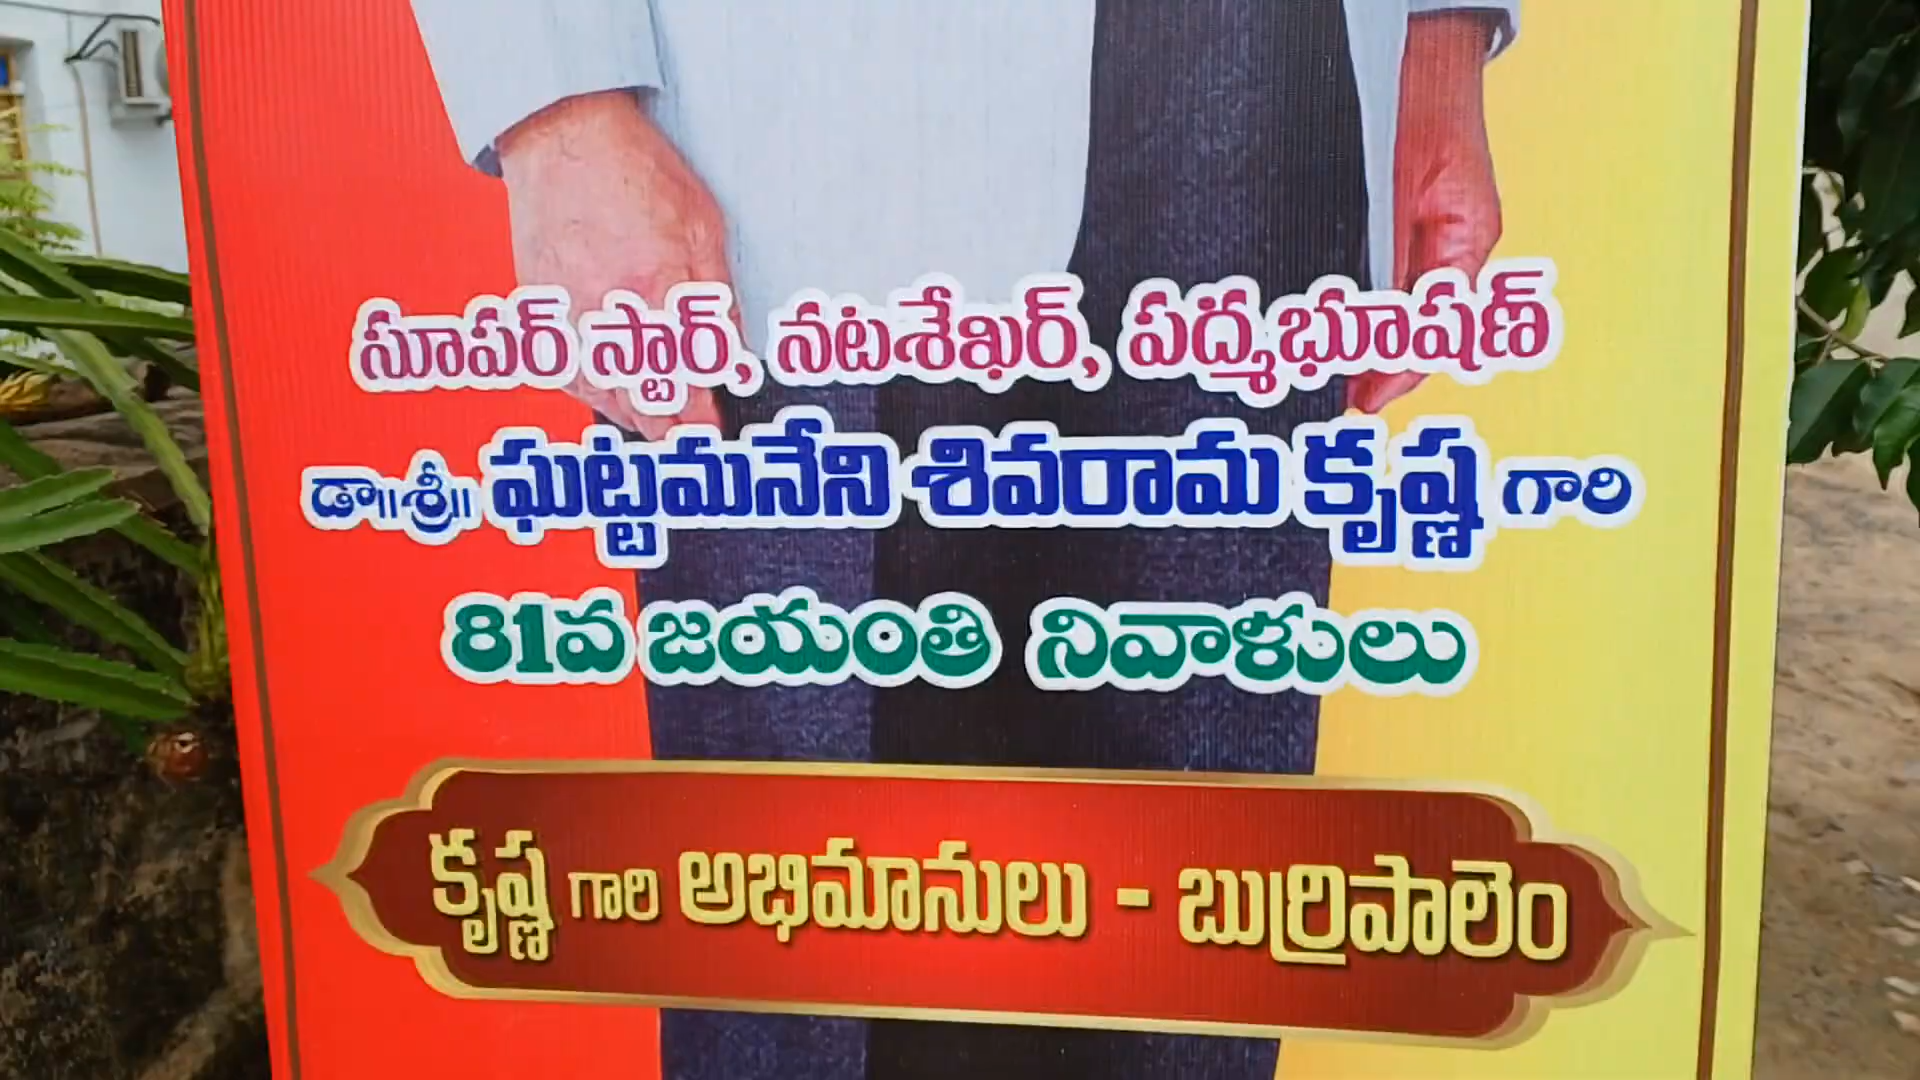 సూపర్ స్టార్, నటశేఖర్, పద్మభూషణ్
డా॥శ్రీ॥ ఘట్టమనేని శివరామ కృష్ణ గారి
81వ జయంతి నివాళులు
కృష్ణ గారి అభిమానులు - బుర్రిపాలెం